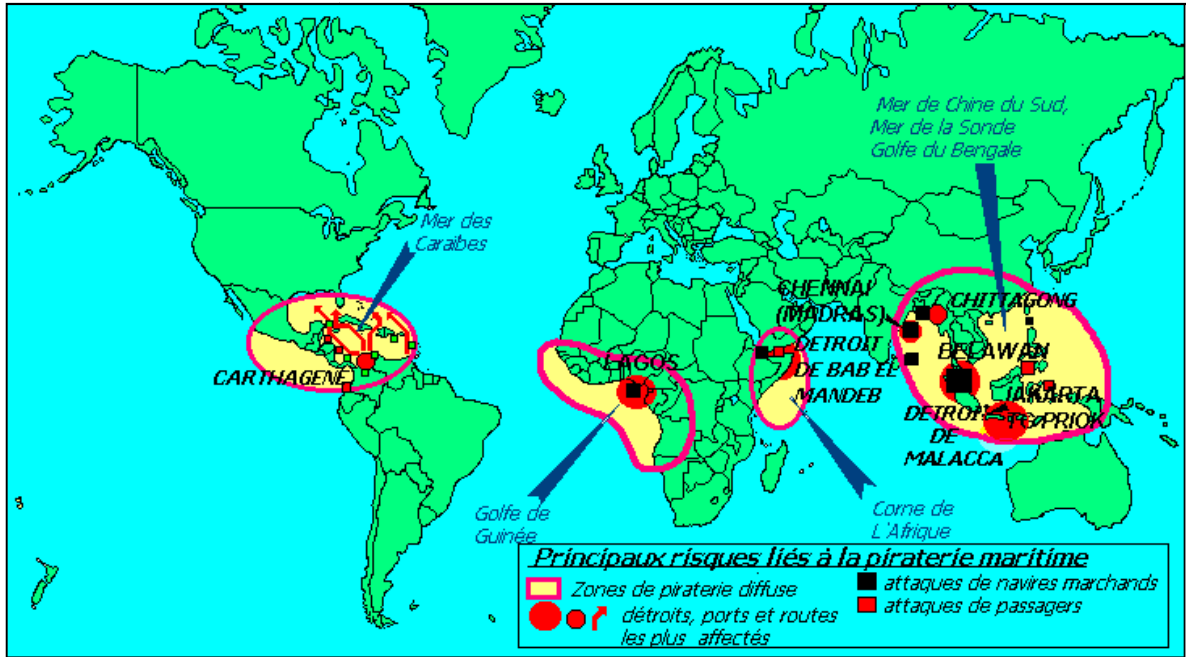 Mer de Chine du Sud,
Mer de la Sonde
Golfe du Bengale
Mer des
Caraibes
CHENNAI
(MADRAS)
CHITTAGONG
DETROIT
DE BAB EL
MANDEB
BELAWAN
LAGOS
CARTHAGENE
JAKARTA
TG PRIOK
DETROIT
DE
MALACCA
Golfe de
Guinée
Corne de
L'Afrique
Principaux risques liés à la piraterie maritime
Zones de piraterie diffuse
détroits, ports et routes
les plus affectés
attaques de navires marchands
attaques de passagers